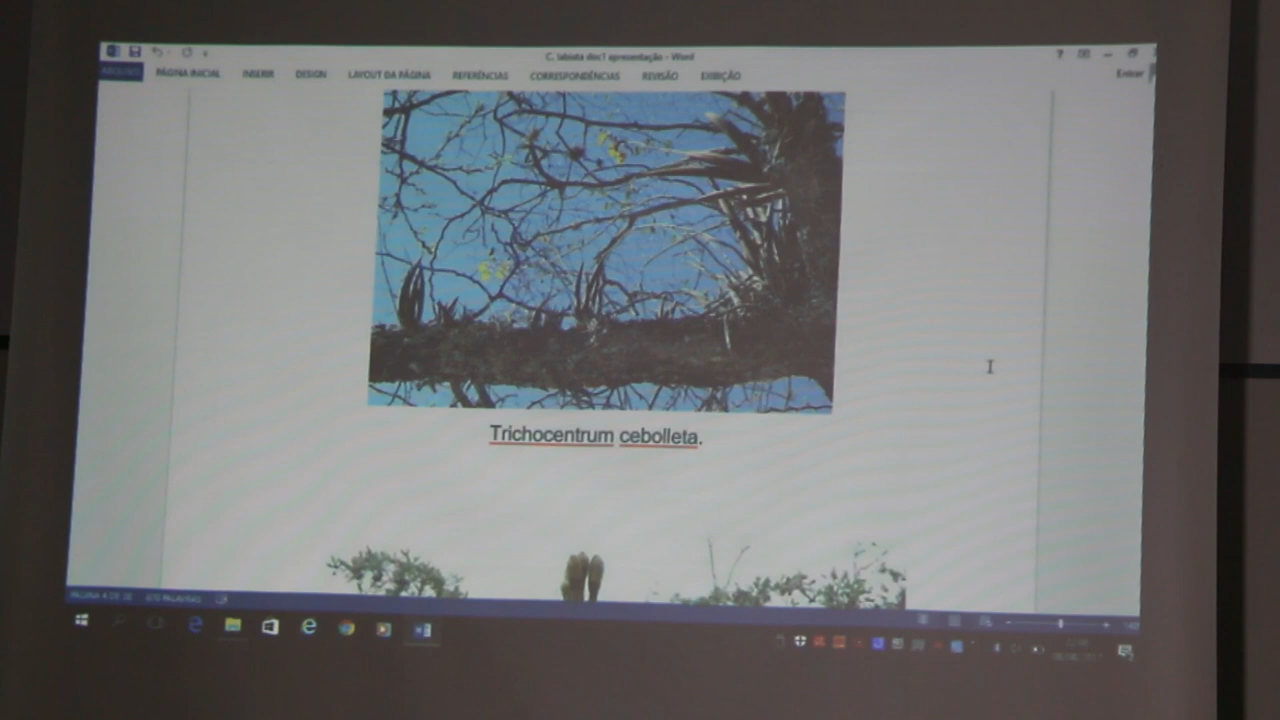 C. labiata doc1 apresentação - Word
ARQUIVO PÁGINA INICIAL INSERIR DESIGN LAYOUT DA PÁGINA REFERÊNCIAS CORRESPONDÊNCIAS REVISÃO EXIBIÇÃO Entrar
Trichocentrum cebolleta.